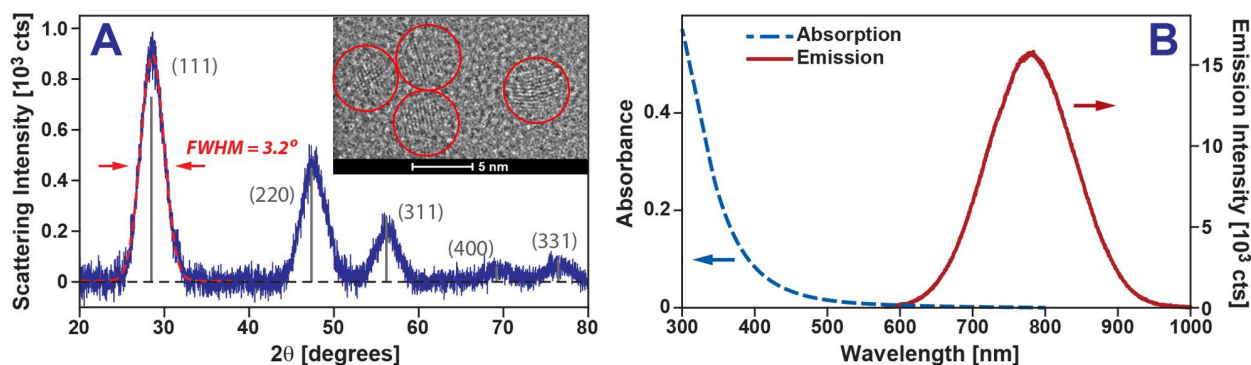 A
Scattering Intensity [10³ cts]
1.0
0.8
0.6
0.4
0.2
0
(111)
FWHM = 3.2º
(220)
(311)
(400)
(331)
5 nm
20 30 40 50 60 70 80
2θ [degrees]
B
Absorption
Emission
Absorbance
0.4
0.2
0
Emission Intensity [10³ cts]
15
10
5
0
300 400 500 600 700 800 900 1000
Wavelength [nm]